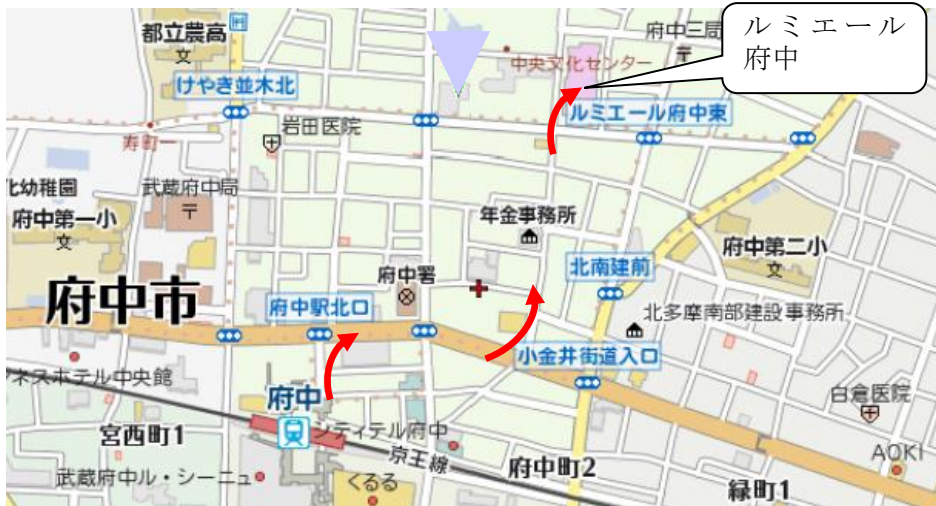 ルミエール
府中
都立農高
文
府中三局
〒
中央文化センター
けやき並木北
ルミエール府中東
岩田医院
寿町一
化幼稚園
武蔵府中局
〒
府中第一小
文
年金事務所
府中第二小
文
府中署
北南建前
府中市
府中駅北口
北多摩南部建設事務所
小金井街道入口
ネスホテル中央館
府中
白倉医院
宮西町1
シティテル府中
京王線
AOKI
府中町2
武蔵府中ル・シーニュ
くるる
緑町1